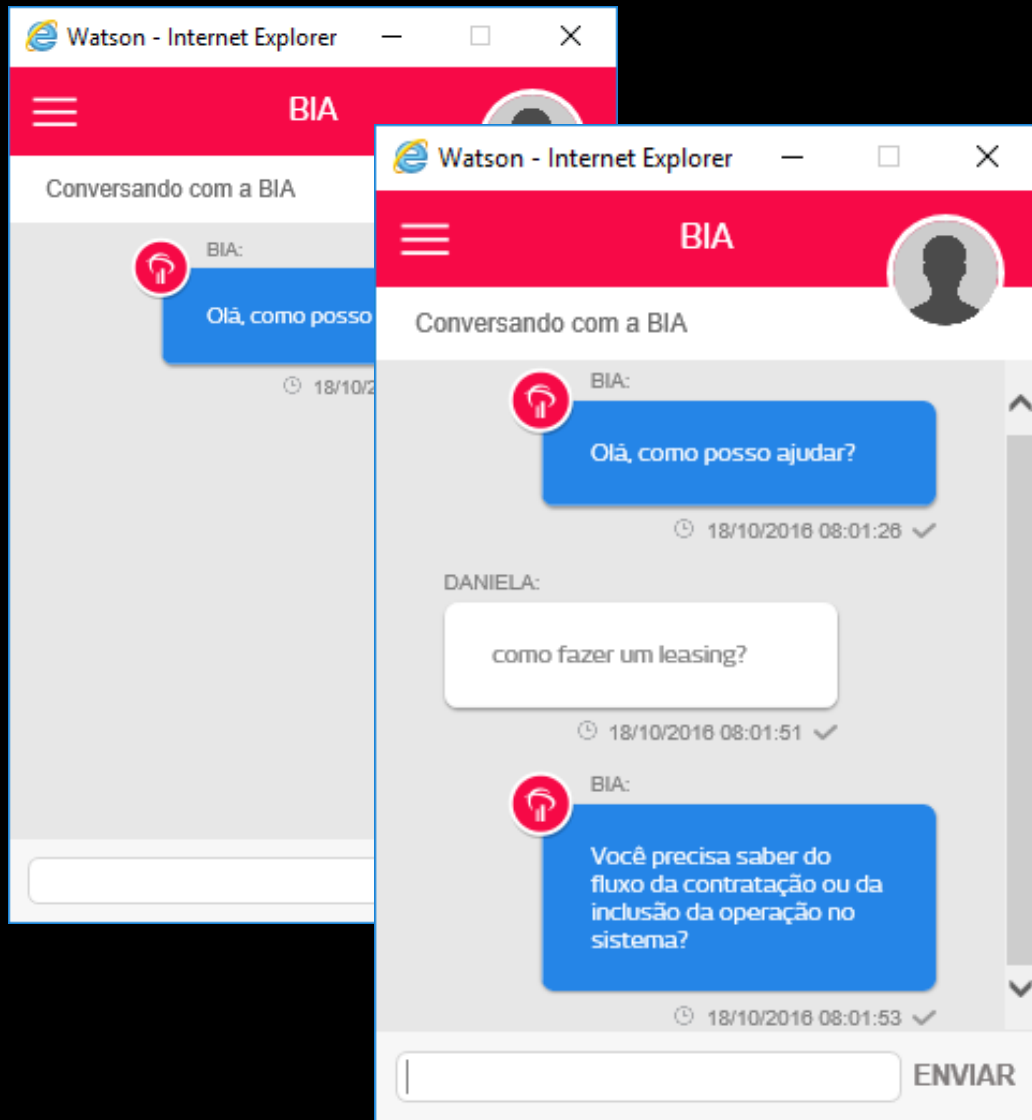 Watson - Internet Explorer
BIA
Conversando com a BIA
BIA:
Olá, como posso
18/10/2
Watson - Internet Explorer
BIA
Conversando com a BIA
BIA:
Olá, como posso ajudar?
18/10/2016 08:01:26
DANIELA:
como fazer um leasing?
18/10/2016 08:01:51
BIA:
Você precisa saber do
fluxo da contratação ou da
inclusão da operação no
sistema?
18/10/2016 08:01:53
ENVIAR